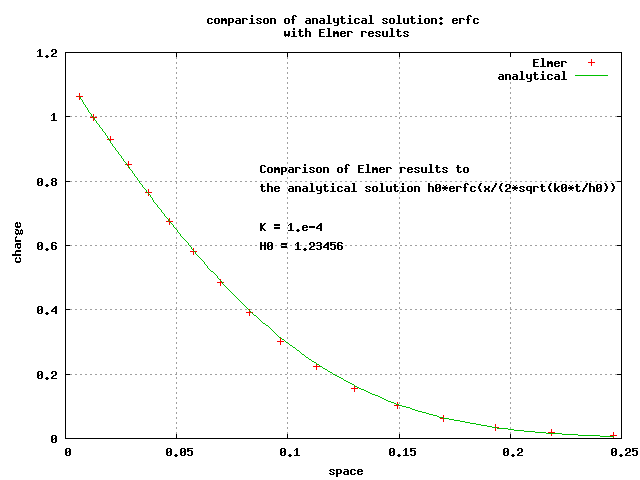 comparison of analytical solution: erfc
with Elmer results
Elmer
analytical
Comparison of Elmer results to
the analytical solution h0*erfc(x/(2*sqrt(k0*t/h0))
K = 1.e-4
H0 = 1.23456
charge
1.2
1
0.8
0.6
0.4
0.2
0
0
0.05
0.1
0.15
0.2
0.25
space